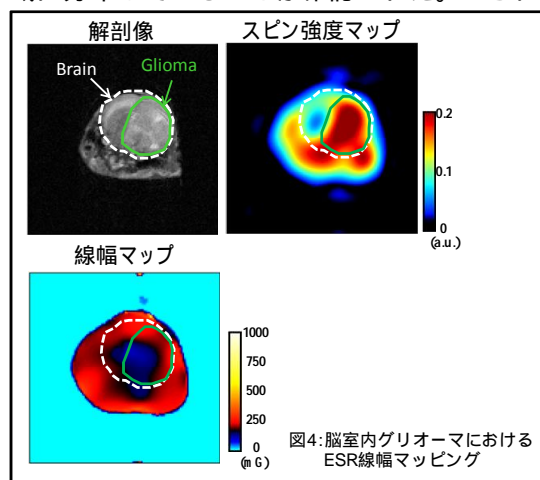 解剖像
スピン強度マップ
Brain
Glioma
0.2
0.1
0
(a.u.)
線幅マップ
1000
750
500
250
0
(mG)
図4:脳室内グリオーマにおける
ESR線幅マッピング